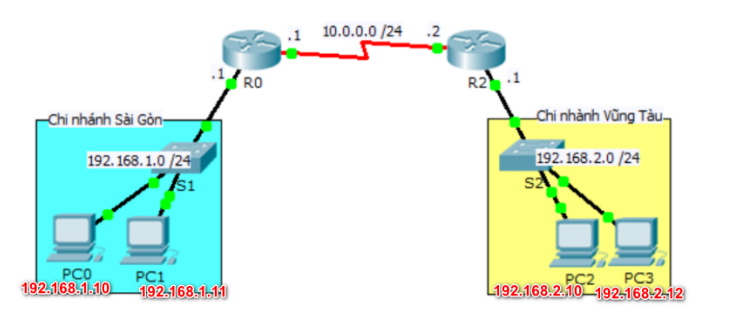 10.0.0.0 /24
.1
.2
.1
R0
R2
.1
Chi nhánh Sài Gòn
Chi nhành Vũng Tàu
192.168.1.0 /24
S1
192.168.2.0 /24
S2
PC0
PC1
PC2
PC3
192.168.1.10
192.168.1.11
192.168.2.10
192.168.2.12